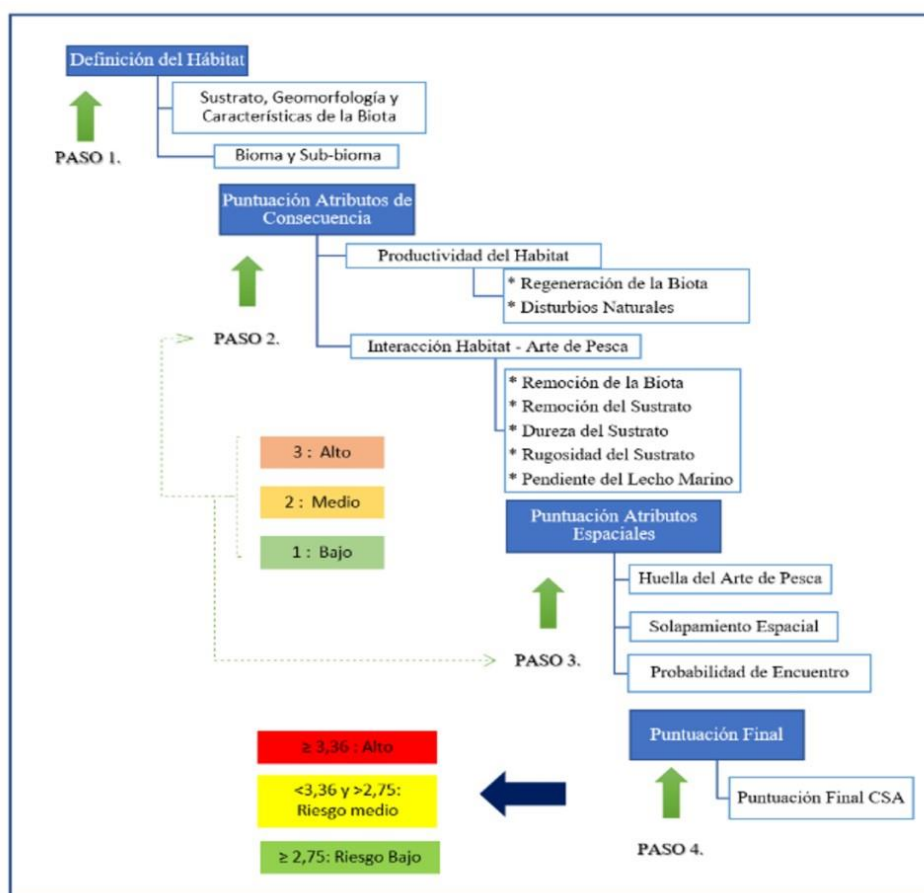 Definición del Hábitat
Sustrato, Geomorfología y
Características de la Biota
PASO 1.
Bioma y Sub-bioma
Puntuación Atributos de
Consecuencia
Productividad del Habitat
* Regeneración de la Biota
* Disturbios Naturales
PASO 2.
Interacción Habitat - Arte de Pesca
* Remoción de la Biota
* Remoción del Sustrato
* Dureza del Sustrato
* Rugosidad del Sustrato
* Pendiente del Lecho Marino
3 : Alto
2 : Medio
1 : Bajo
Puntuación Atributos
Espaciales
Huella del Arte de Pesca
Solapamiento Espacial
PASO 3.
Probabilidad de Encuentro
Puntuación Final
≥ 3,36 : Alto
<3,36 y >2,75:
Riesgo medio
≥ 2,75: Riesgo Bajo
Puntuación Final CSA
PASO 4.